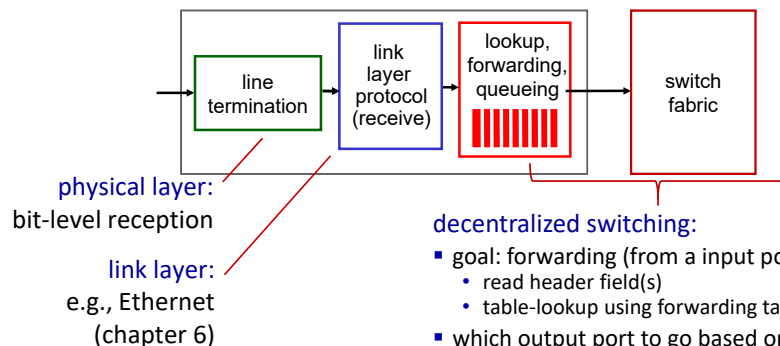 line
termination
link
layer
protocol
(receive)
lookup,
forwarding,
queueing
switch
fabric
physical layer:
bit-level reception
link layer:
e.g., Ethernet
(chapter 6)
decentralized switching:
▪ goal: forwarding (from a input po
• read header field(s)
• table-lookup using forwarding ta
▪ which output port to go based or